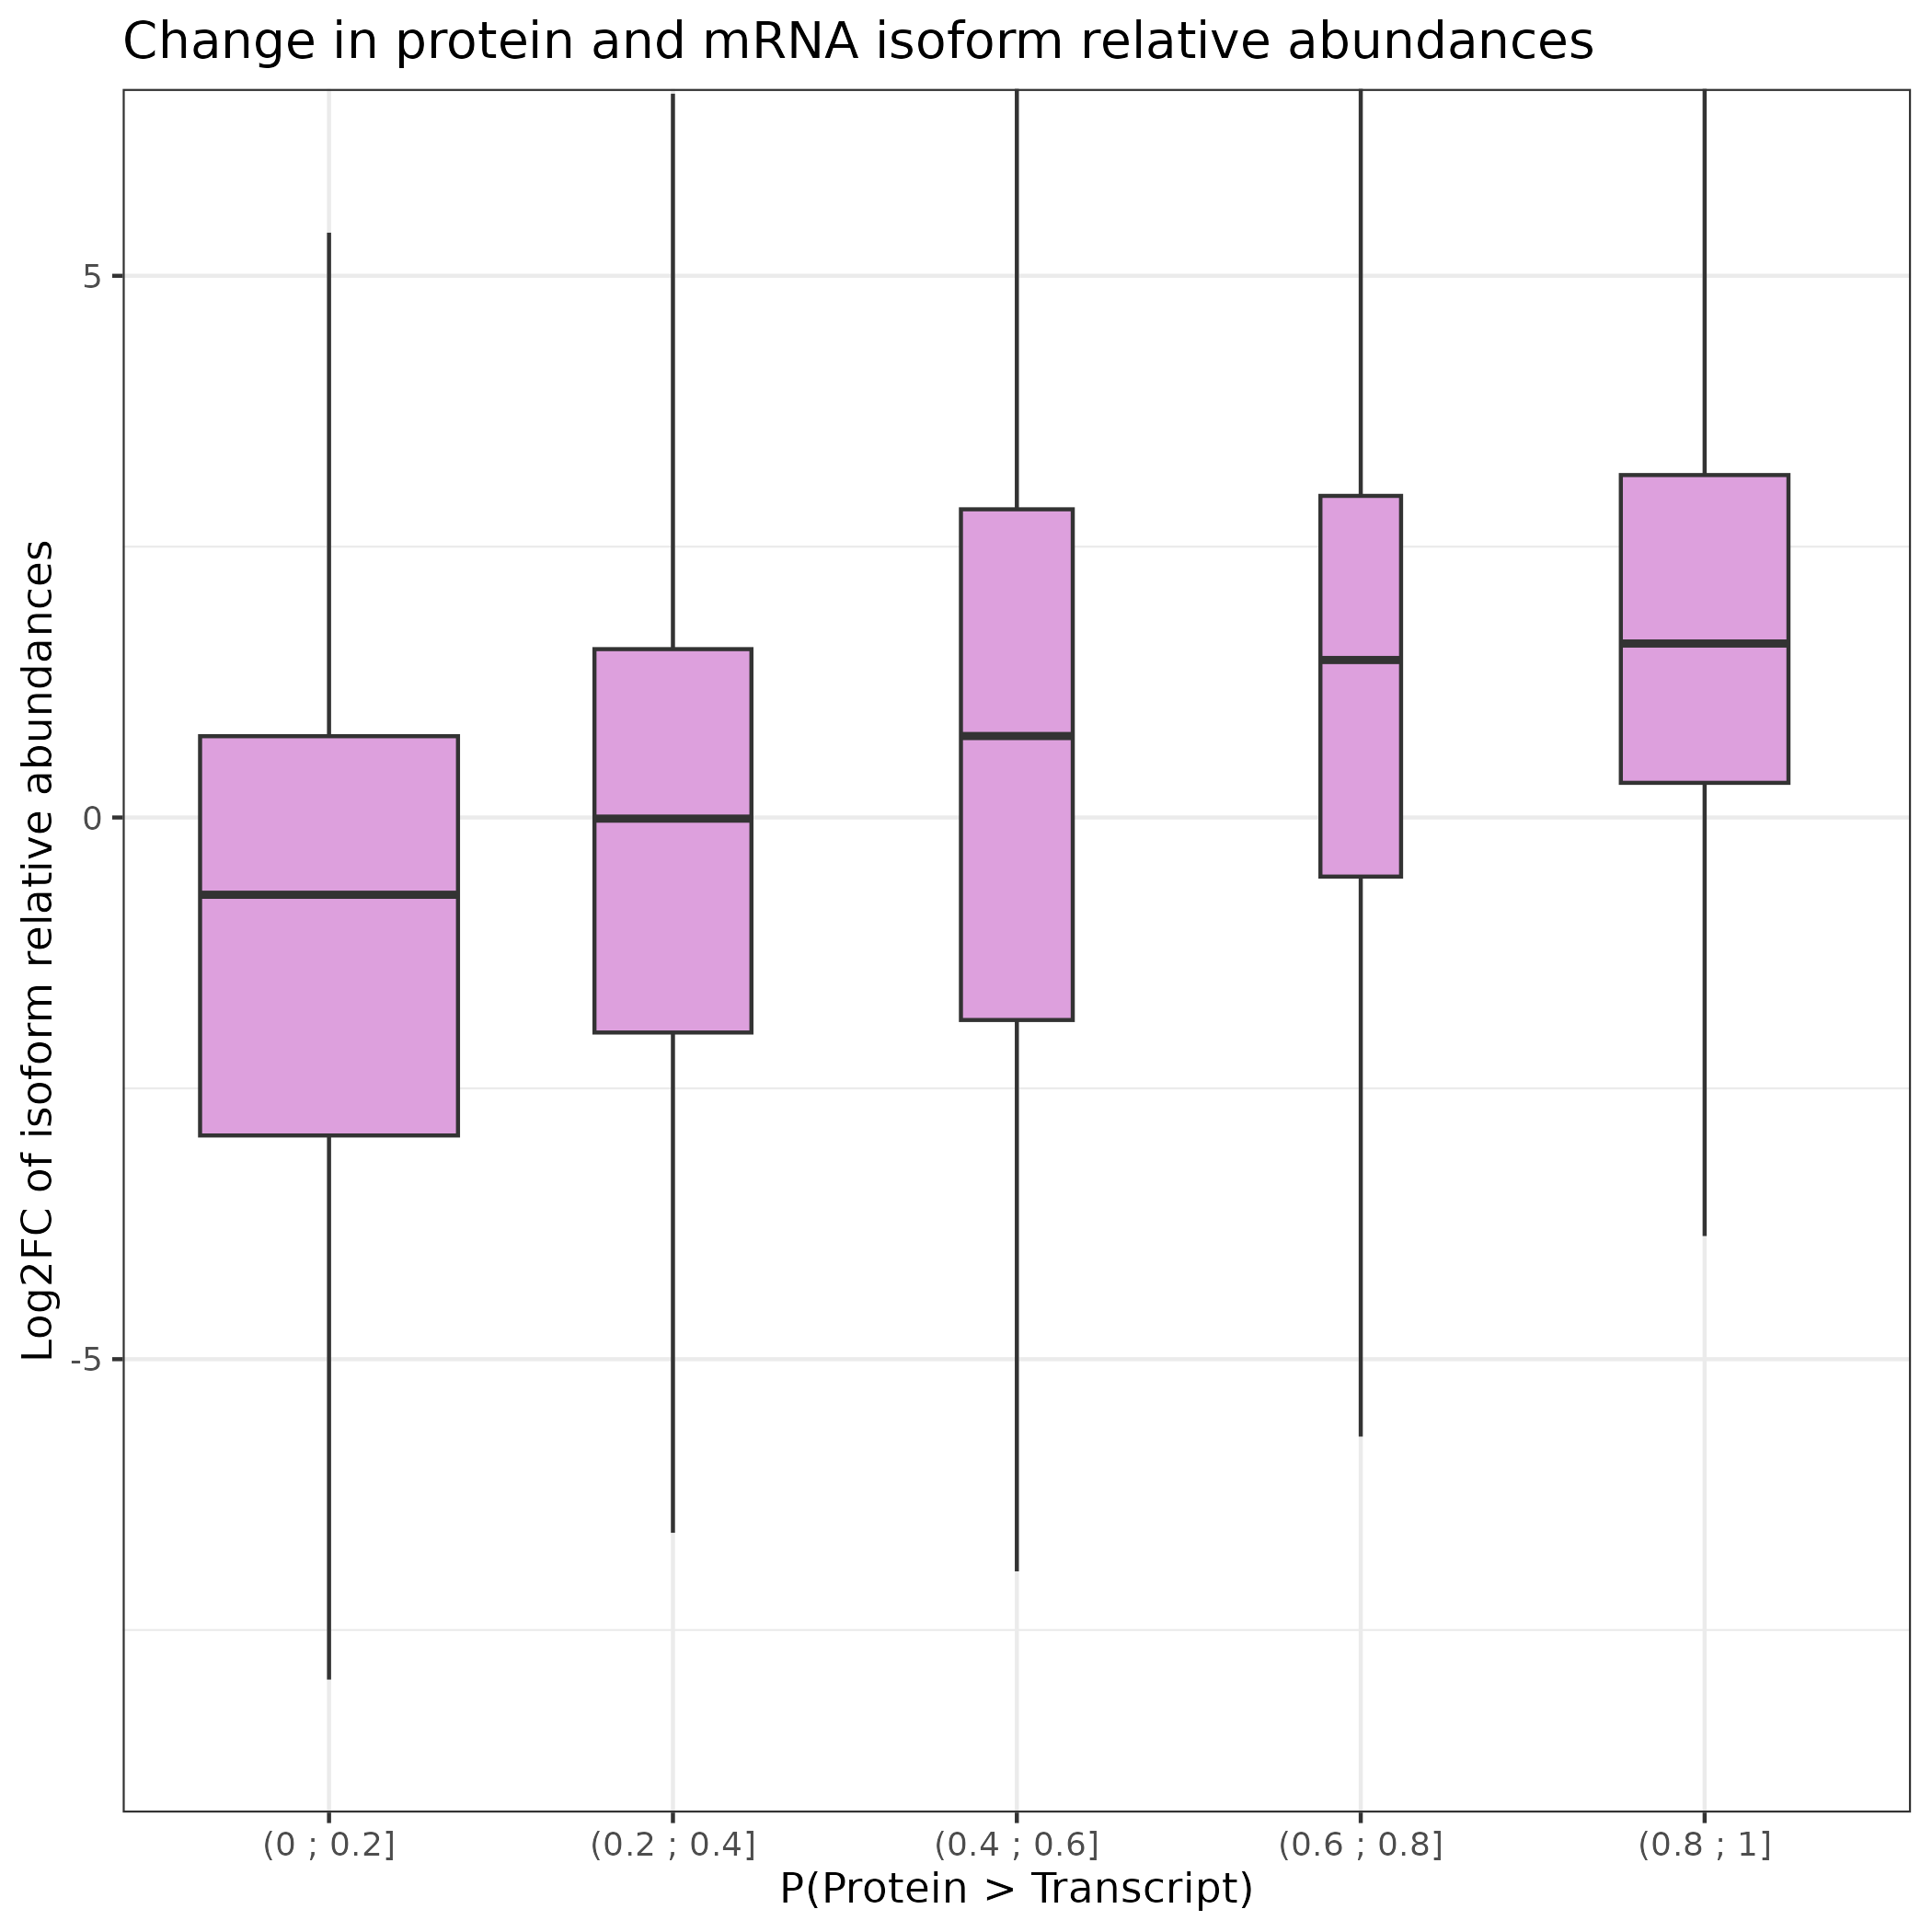 Change in protein and mRNA isoform relative abundances
Log2FC of isoform relative abundances
5
0
-5
(0 ; 0.2]
(0.2 ; 0.4]
(0.4 ; 0.6]
(0.6 ; 0.8]
(0.8 ; 1]
P(Protein > Transcript)